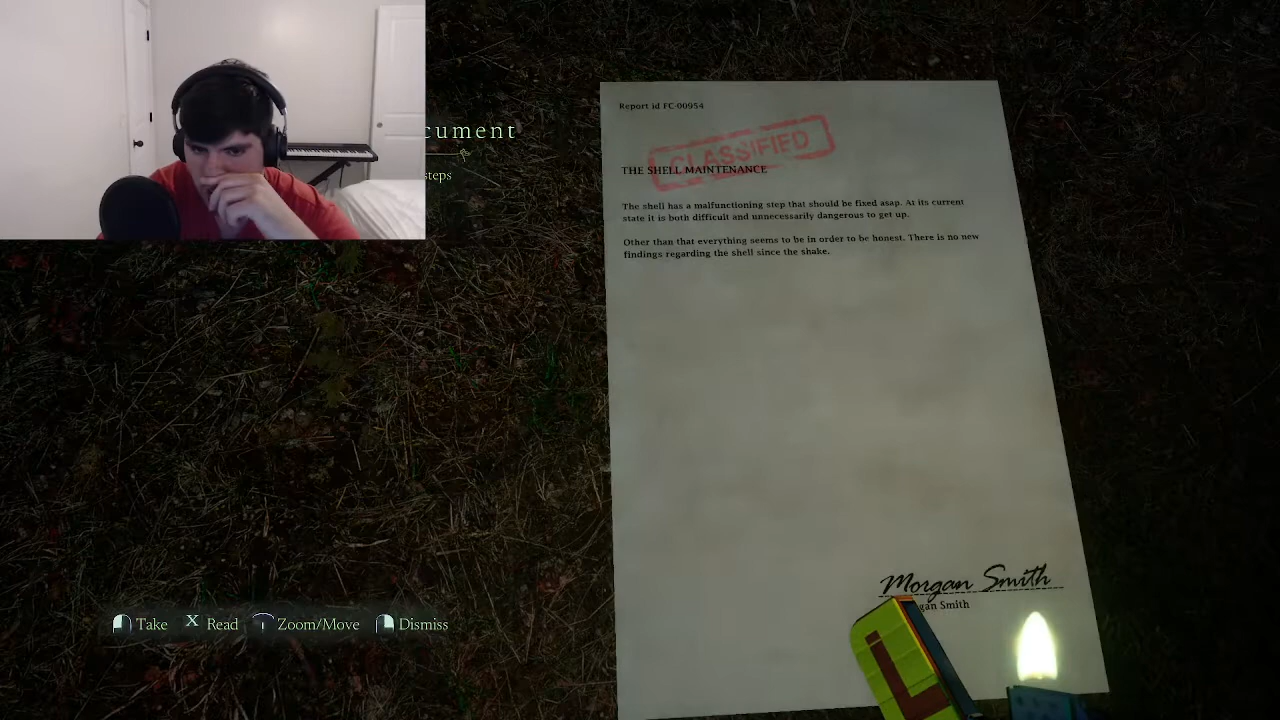 cument
steps
Report id FC-00954
CLASSIFIED
THE SHELL MAINTENANCE
The shell has a malfunctioning step that should be fixed asap. At its current
state it is both difficult and unnecessarily dangerous to get up.
Other than that everything seems to be in order to be honest. There is no new
findings regarding the shell since the shake.
Morgan Smith
gan Smith
L
Take
X Read
Zoom/Move
Dismiss